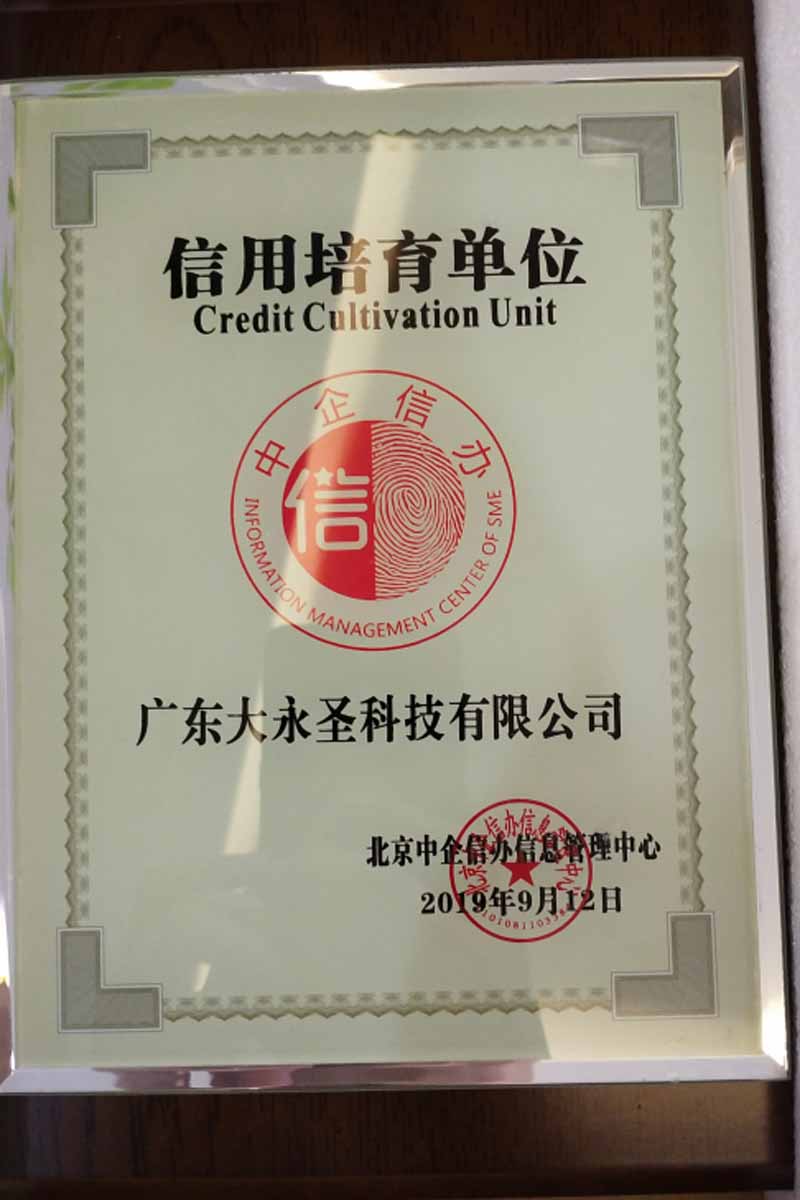 信用培育单位
Credit Cultivation Unit
中企信办
信
INFORMATION MANAGEMENT CENTER OF SME
广东大永圣科技有限公司
北京中企信办信息管理中心
2019年9月12日